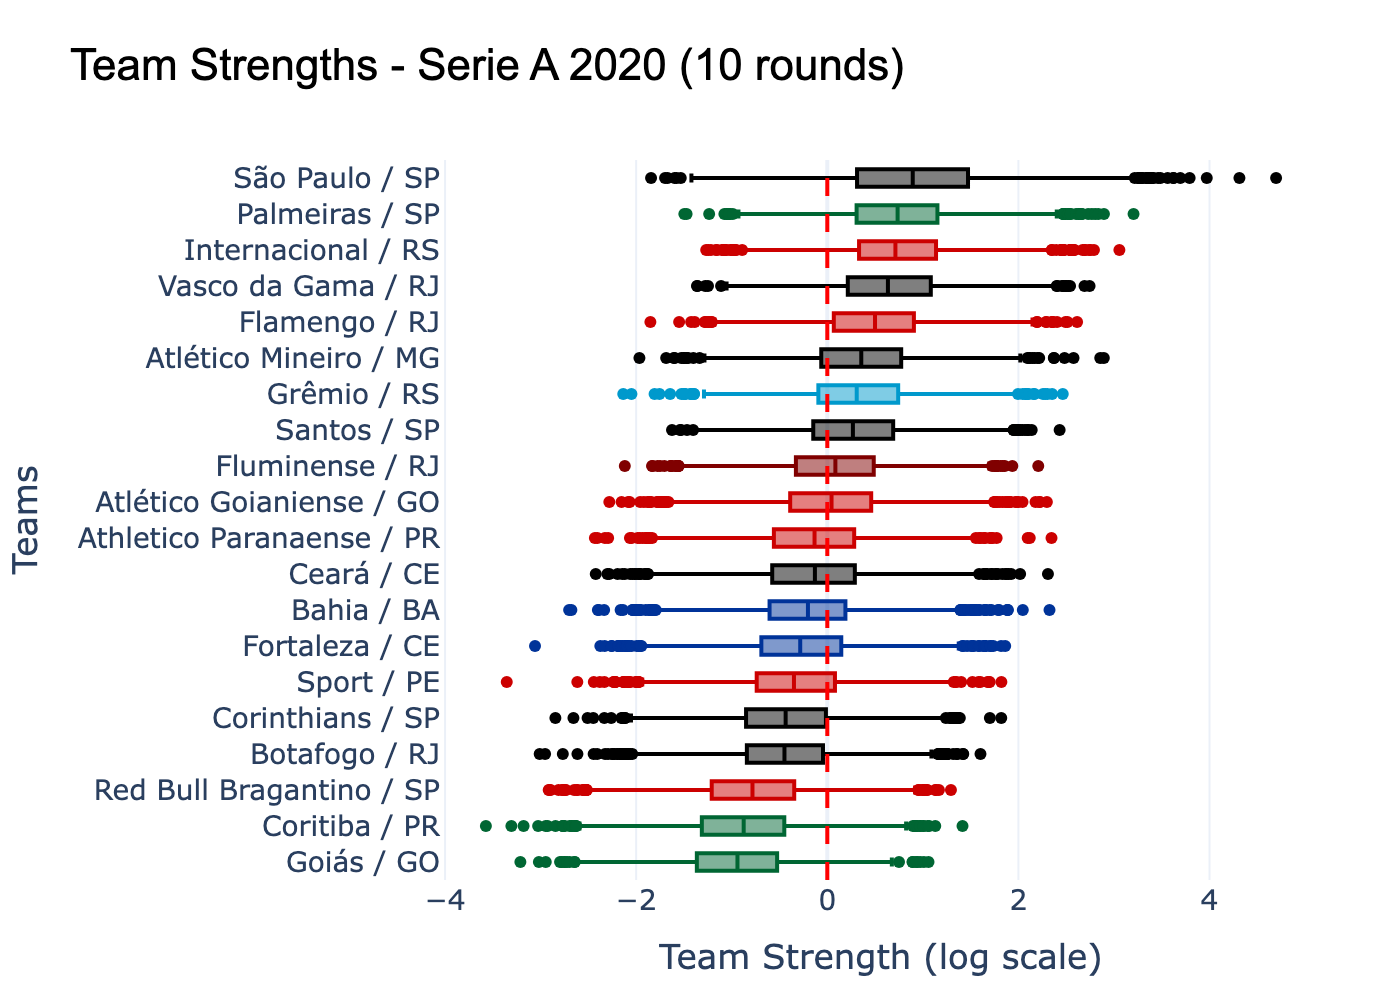 Team Strengths - Serie A 2020 (10 rounds)
Teams
São Paulo / SP
Palmeiras / SP
Internacional / RS
Vasco da Gama / RJ
Flamengo / RJ
Atlético Mineiro / MG
Grêmio / RS
Santos / SP
Fluminense / RJ
Atlético Goianiense / GO
Athletico Paranaense / PR
Ceará / CE
Bahia / BA
Fortaleza / CE
Sport / PE
Corinthians / SP
Botafogo / RJ
Red Bull Bragantino / SP
Coritiba / PR
Goiás / GO
−4 −2 0 2 4
Team Strength (log scale)